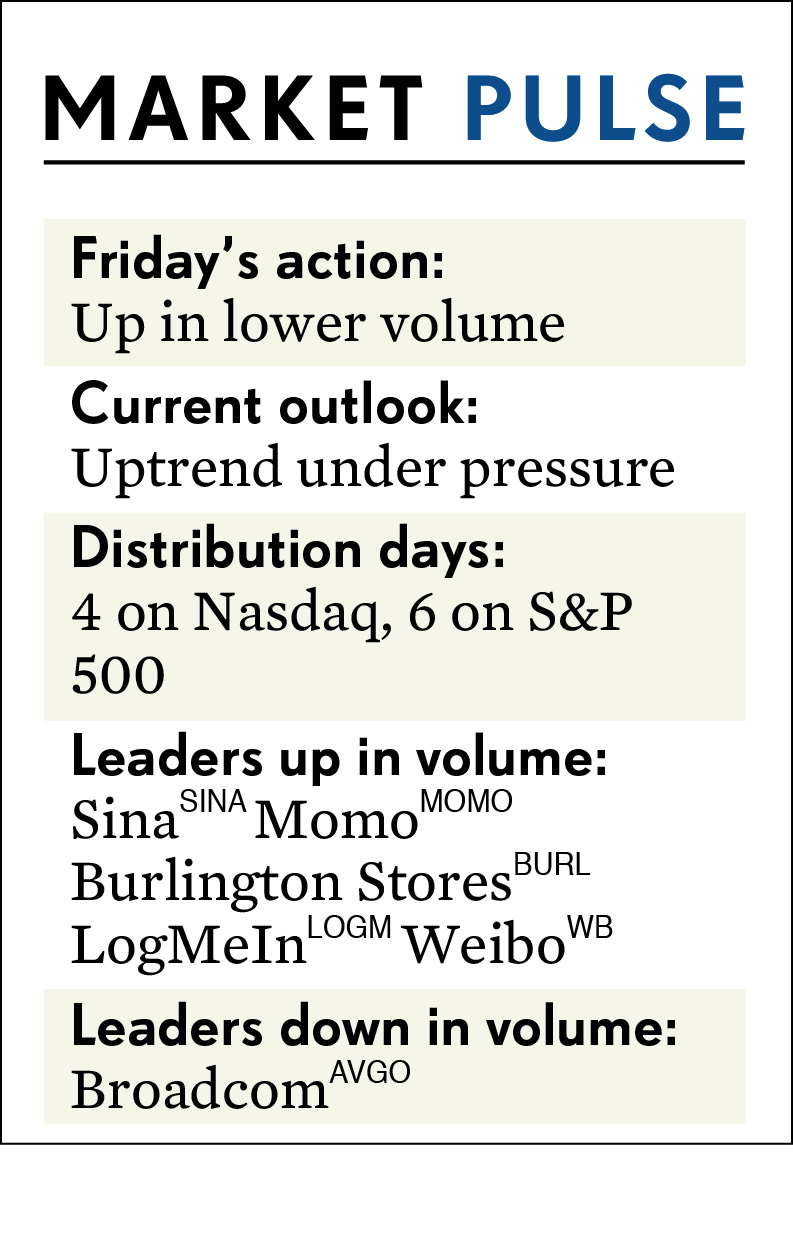 MARKET PULSE
Friday’s action:
Up in lower volume
Current outlook:
Uptrend under pressure
Distribution days:
4 on Nasdaq, 6 on S&P
500
Leaders up in volume:
Sina SINA Momo MOMO
Burlington Stores BURL
LogMeIn LOGM Weibo WB
Leaders down in volume:
Broadcom AVGO